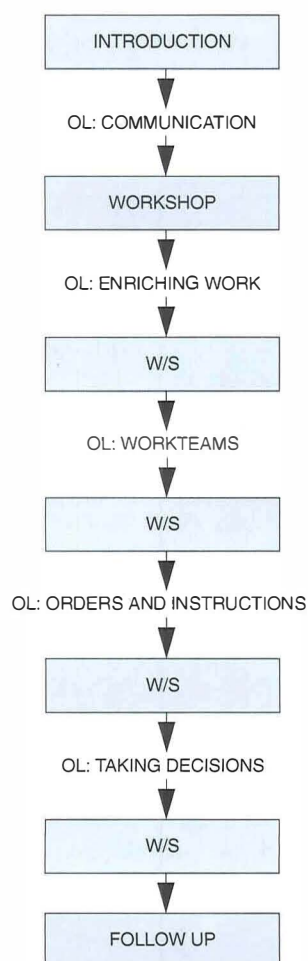 INTRODUCTION
OL: COMMUNICATION
WORKSHOP
OL: ENRICHING WORK
W/S
OL: WORKTEAMS
W/S
OL: ORDERS AND INSTRUCTIONS
W/S
OL: TAKING DECISIONS
W/S
FOLLOW UP